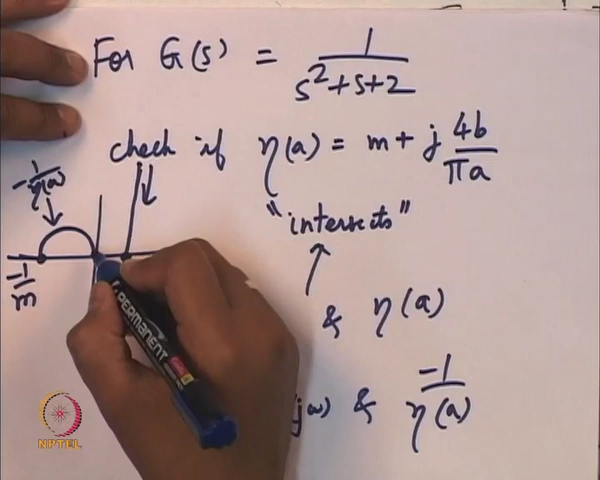 For G(s) = 1 / s²+s+2
check if η(a) = m + j 4b / πa
-1 / η(a)
"intersects"
-1 / m
& η(a)
jω) & -1 / η(a)
PERMANENT
NPTEL